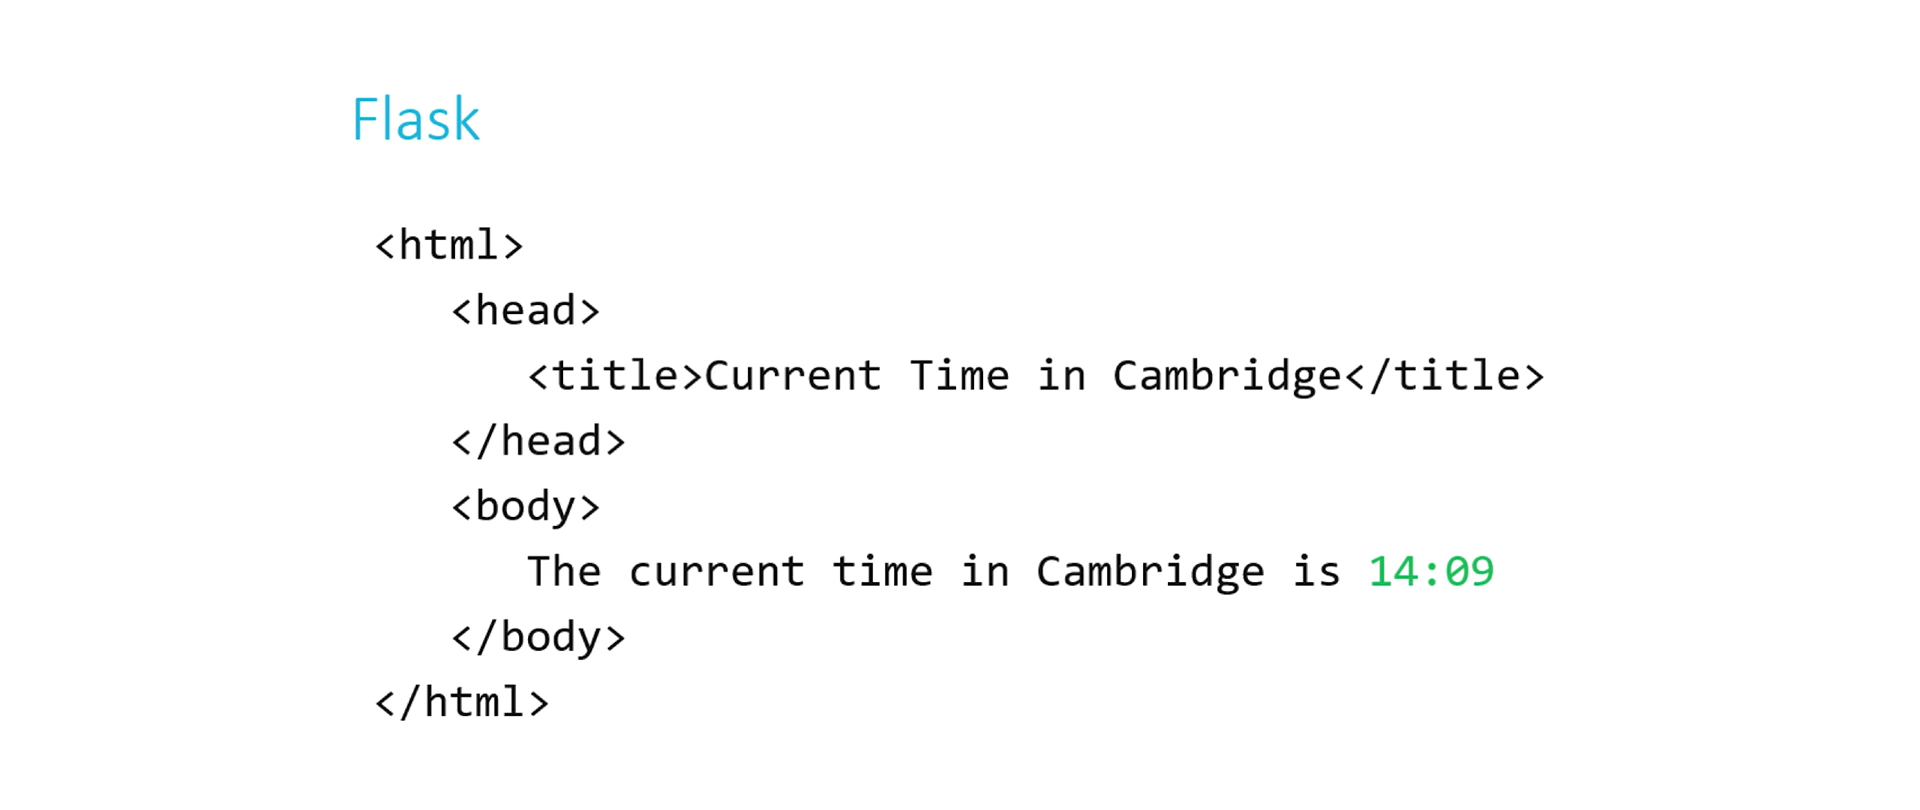 Flask
<html>
<head>
<title>Current Time in Cambridge</title>
</head>
<body>
The current time in Cambridge is 14:09
</body>
</html>